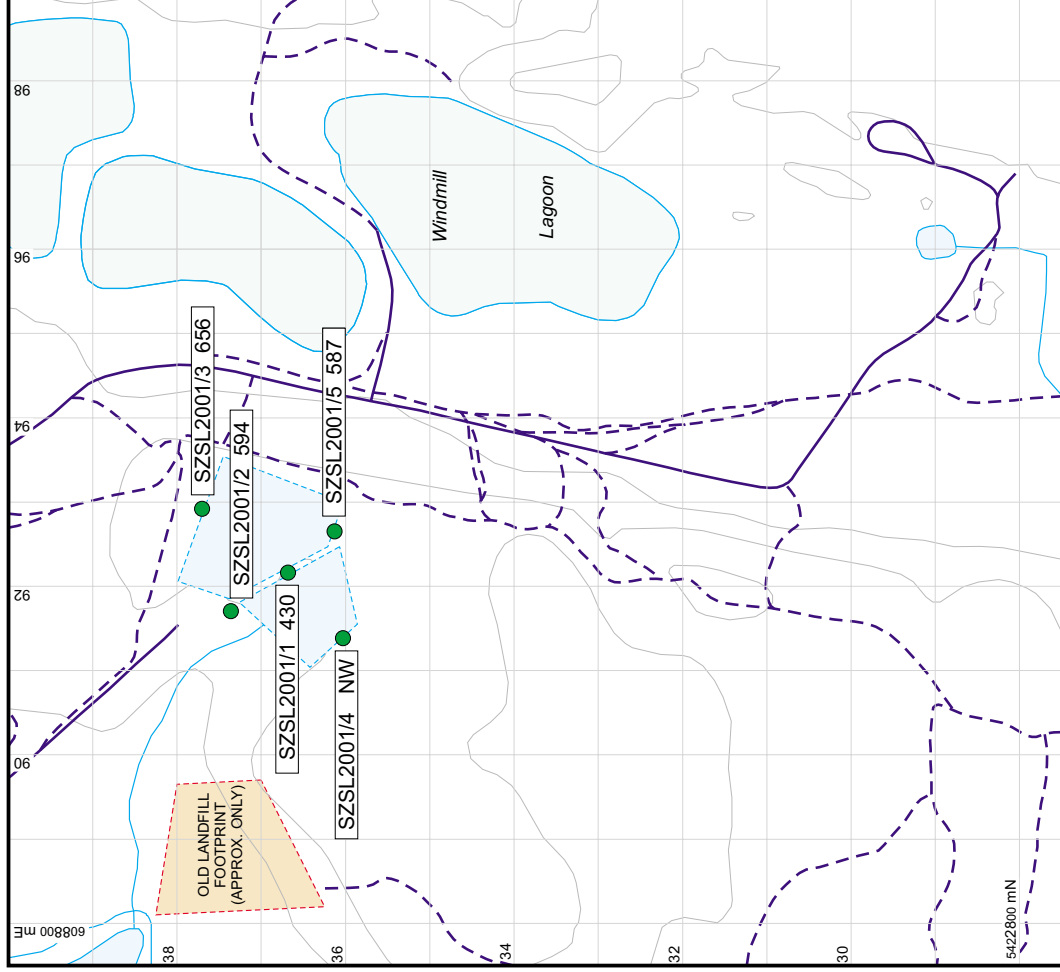 98
96
94
92
90
608800 mE
38
36
34
32
30
5422800 mN
Windmill
Lagoon
SZSL2001/3 656
SZSL2001/2 594
SZSL2001/5 587
SZSL2001/1 430
SZSL2001/4 NW
OLD LANDFILL
FOOTPRINT
(APPROX. ONLY)